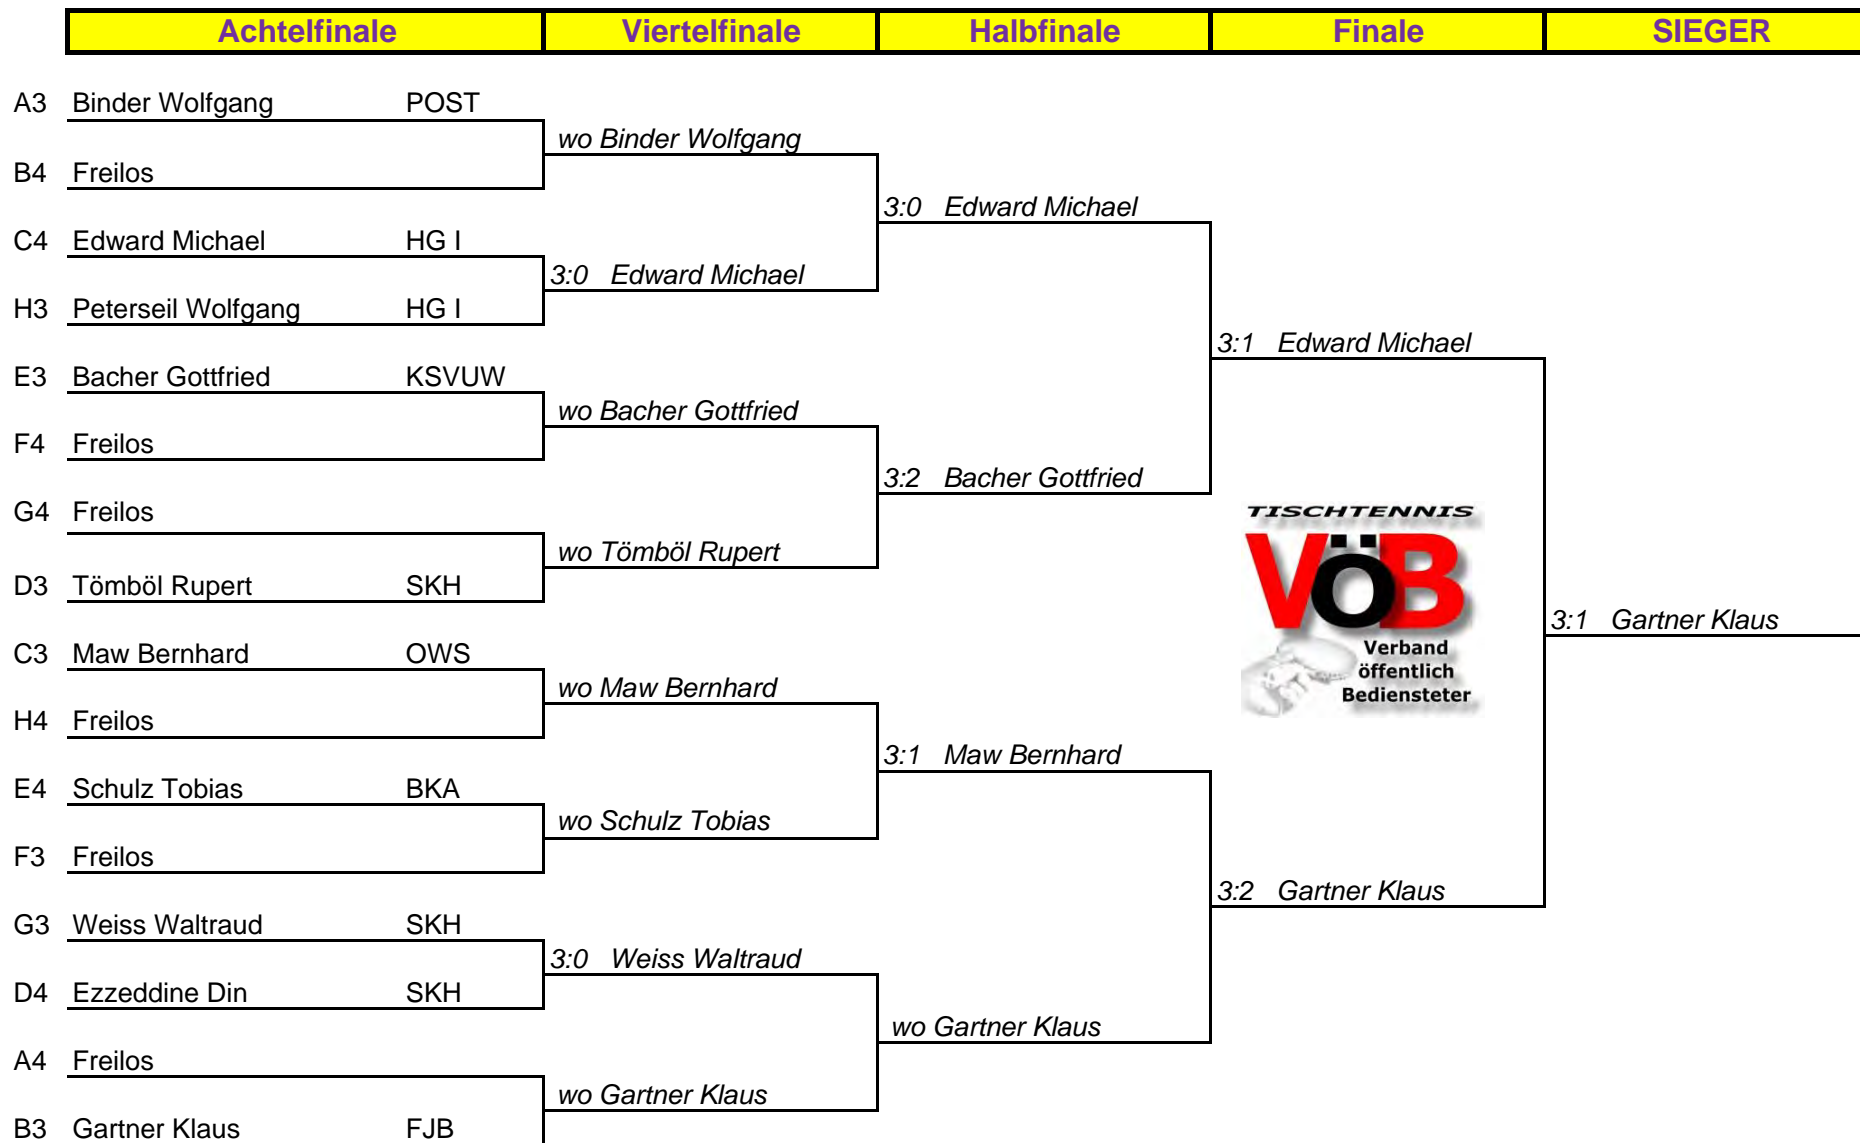 Achtelfinale Viertelfinale Halbfinale Finale SIEGER
A3 Binder Wolfgang POST
wo Binder Wolfgang
B4 Freilos
3:0 Edward Michael
C4 Edward Michael HG I
3:0 Edward Michael
H3 Peterseil Wolfgang HG I
3:1 Edward Michael
E3 Bacher Gottfried KSVUW
wo Bacher Gottfried
F4 Freilos
3:2 Bacher Gottfried
G4 Freilos
TISCHTENNIS
VÖB
Verband
öffentlich
Bediensteter
wo Tömböl Rupert
D3 Tömböl Rupert SKH
3:1 Gartner Klaus
C3 Maw Bernhard OWS
wo Maw Bernhard
H4 Freilos
3:1 Maw Bernhard
E4 Schulz Tobias BKA
wo Schulz Tobias
F3 Freilos
3:2 Gartner Klaus
G3 Weiss Waltraud SKH
3:0 Weiss Waltraud
D4 Ezzeddine Din SKH
wo Gartner Klaus
A4 Freilos
wo Gartner Klaus
B3 Gartner Klaus FJB